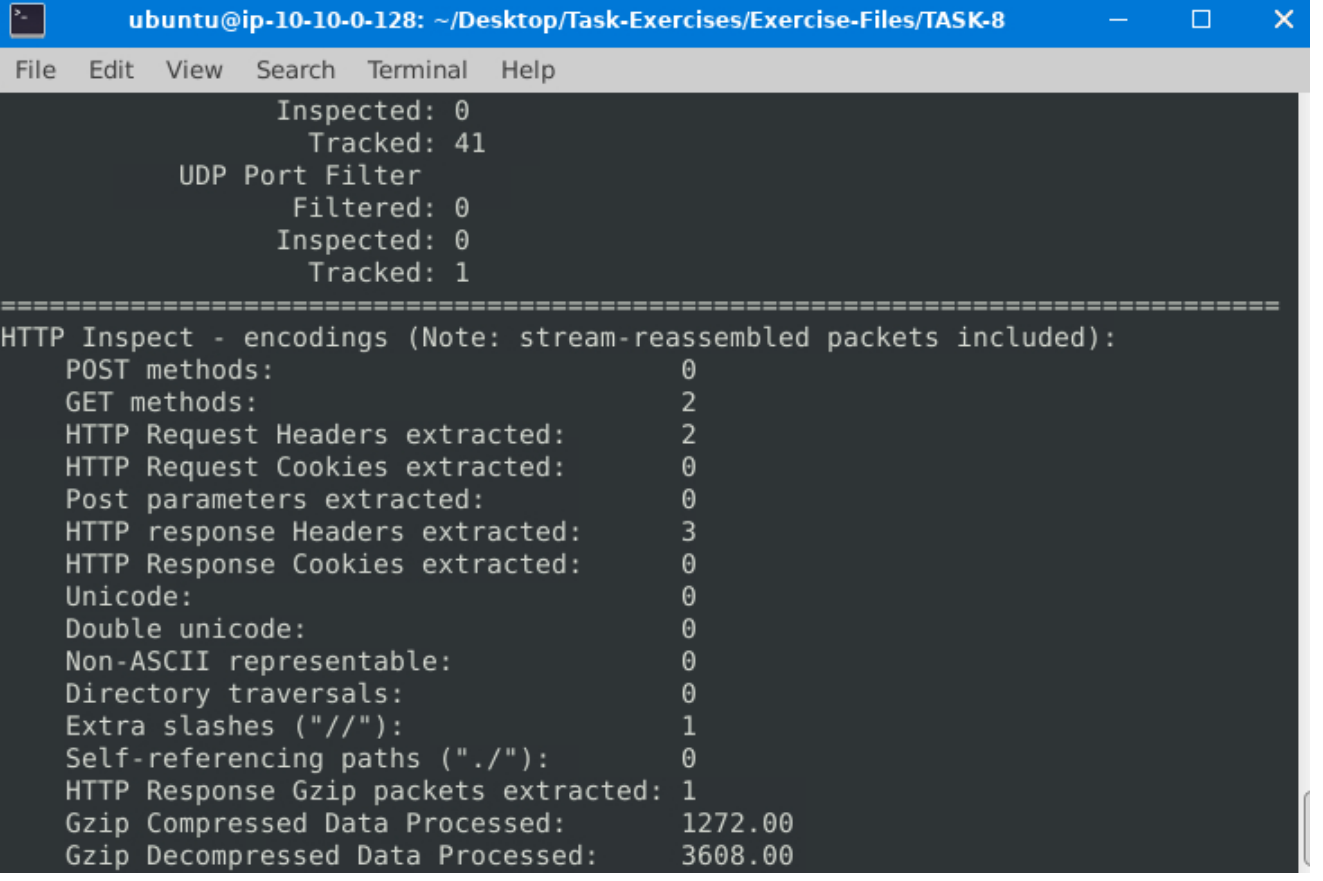 ubuntu@ip-10-10-0-128: ~/Desktop/Task-Exercises/Exercise-Files/TASK-8
File Edit View Search Terminal Help
Inspected: 0
Tracked: 41
UDP Port Filter
Filtered: 0
Inspected: 0
Tracked: 1
===============================================================================
HTTP Inspect - encodings (Note: stream-reassembled packets included):
POST methods: 0
GET methods: 2
HTTP Request Headers extracted: 2
HTTP Request Cookies extracted: 0
Post parameters extracted: 0
HTTP response Headers extracted: 3
HTTP Response Cookies extracted: 0
Unicode: 0
Double unicode: 0
Non-ASCII representable: 0
Directory traversals: 0
Extra slashes ("//"): 1
Self-referencing paths ("./"): 0
HTTP Response Gzip packets extracted: 1
Gzip Compressed Data Processed: 1272.00
Gzip Decompressed Data Processed: 3608.00